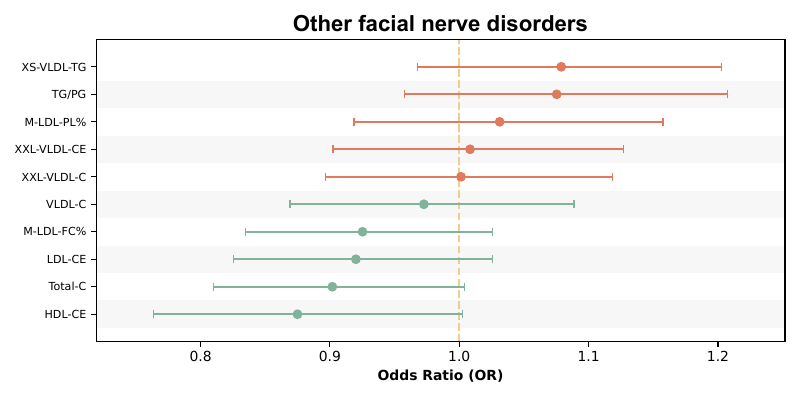 Other facial nerve disorders
XS-VLDL-TG
TG/PG
M-LDL-PL%
XXL-VLDL-CE
XXL-VLDL-C
VLDL-C
M-LDL-FC%
LDL-CE
Total-C
HDL-CE
0.8 0.9 1.0 1.1 1.2
Odds Ratio (OR)